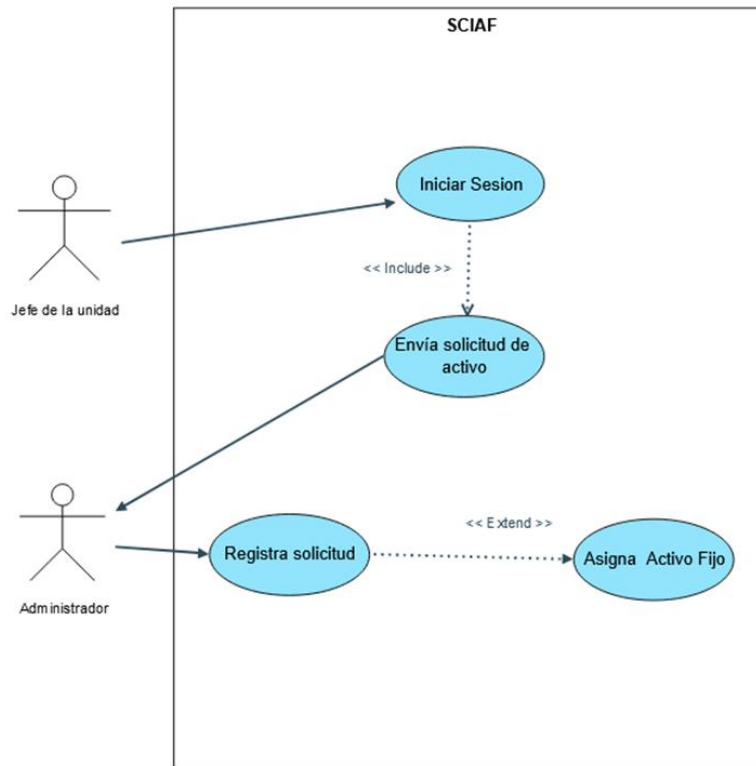 SCIAF
Iniciar Sesion
<< Include >>
Jefe de la unidad
Envía solicitud de
activo
<< Extend >>
Registra solicitud
Asigna Activo Fijo
Administrador